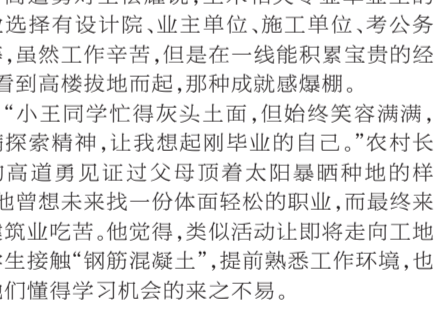 选择有设计院、业主单位、施工单位、考公务
，虽然工作辛苦，但是在一线能积累宝贵的经
看到高楼拔地而起，那种成就感爆棚。
“小王同学忙得灰头土面，但始终笑容满满，
探索精神，让我想起刚毕业的自己。”农村长
高道勇见证过父母顶着太阳暴晒种地的样
他曾想未来找一份体面轻松的职业，而最终来
筑业吃苦。他觉得，类似活动让即将走向工地
生接触“钢筋混凝土”，提前熟悉工作环境，也
们懂得学习机会的来之不易。